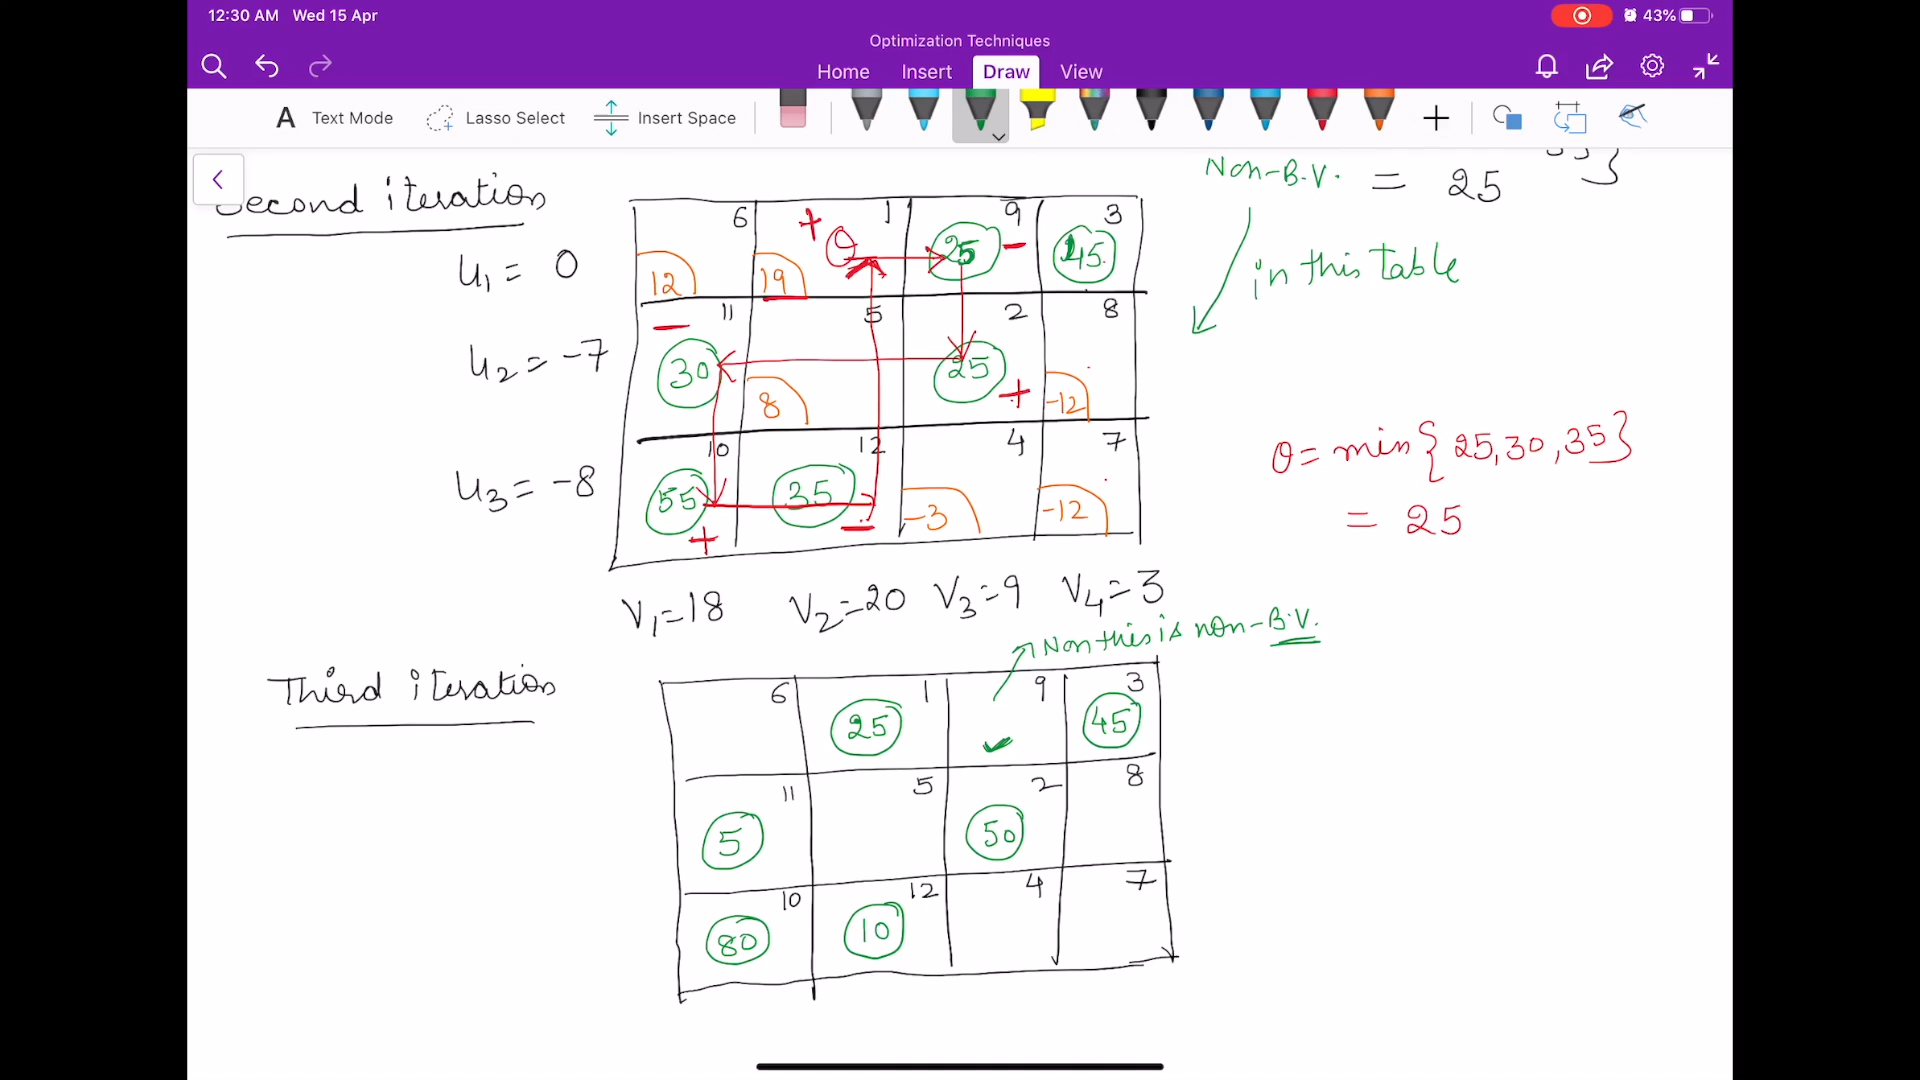 12:30 AM Wed 15 Apr
43%
Optimization Techniques
Home Insert Draw View
A Text Mode Lasso Select Insert Space
Second iteration
Non-B.V. = 25
in this table
6 1 9 3
+ θ 25 - 45
12 19
u₁ = 0
11 5 2 8
-
u₂ = -7
30 25
8 + -12
10 12 4 7
u₃ = -8
55 35
-3 -12
+ -
θ = min{25,30,35}
= 25
V₁=18 V₂=20 V₃=9 V₄=3
Non this is non-B.V.
Third iteration
6 1 9 3
25 ✓ 45
11 5 2 8
5 50
10 12 4 7
80 10